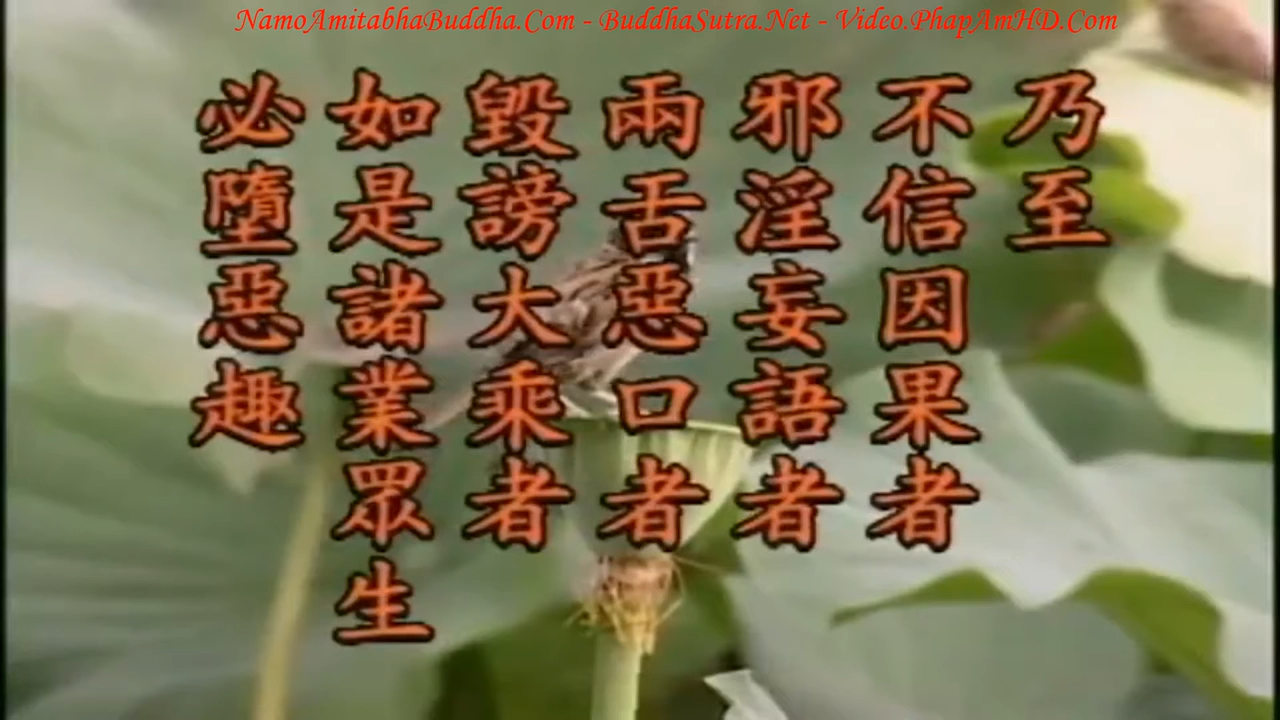 NamoAmitabhaBuddha.Com - BuddhaSutra.Net - Video.PhapAmHD.Com
乃至
不信因果者
邪淫妄語者
兩舌惡口者
毀謗大乘者
如是諸業眾生
必墮惡趣